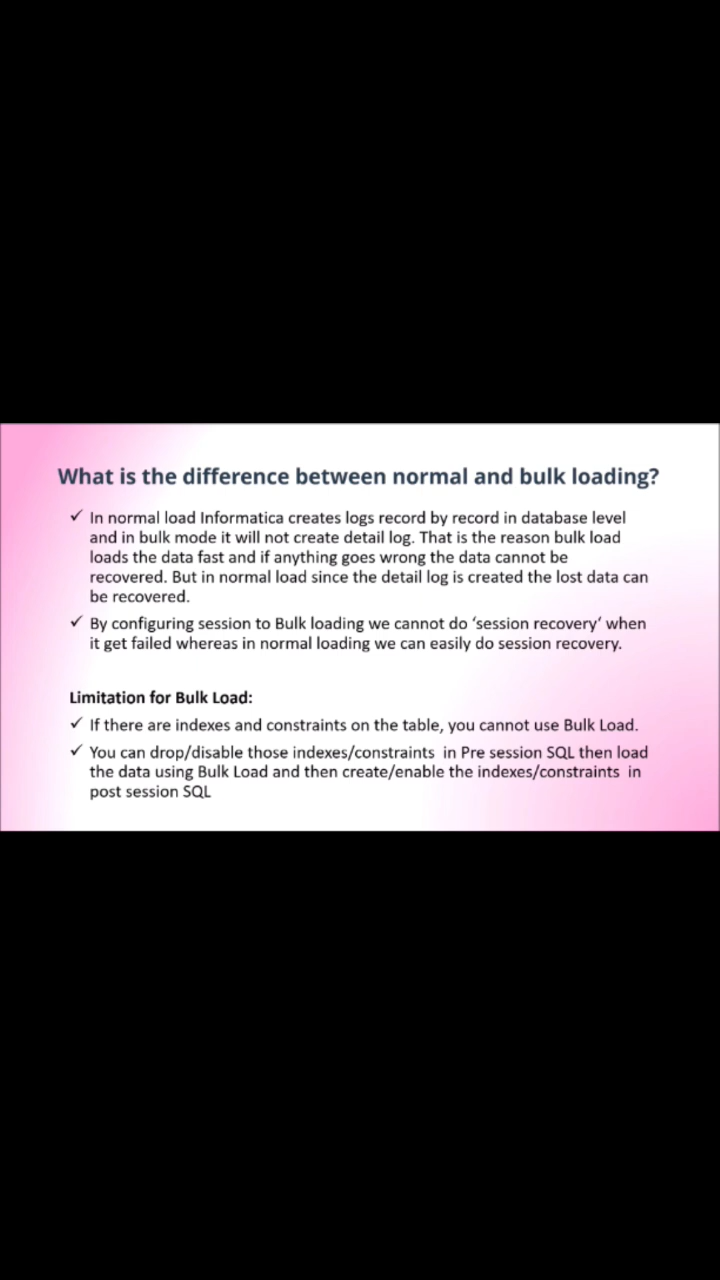 What is the difference between normal and bulk loading?
✓ In normal load Informatica creates logs record by record in database level
and in bulk mode it will not create detail log. That is the reason bulk load
loads the data fast and if anything goes wrong the data cannot be
recovered. But in normal load since the detail log is created the lost data can
be recovered.
✓ By configuring session to Bulk loading we cannot do ‘session recovery’ when
it get failed whereas in normal loading we can easily do session recovery.
Limitation for Bulk Load:
✓ If there are indexes and constraints on the table, you cannot use Bulk Load.
✓ You can drop/disable those indexes/constraints  in Pre session SQL then load
the data using Bulk Load and then create/enable the indexes/constraints  in
post session SQL